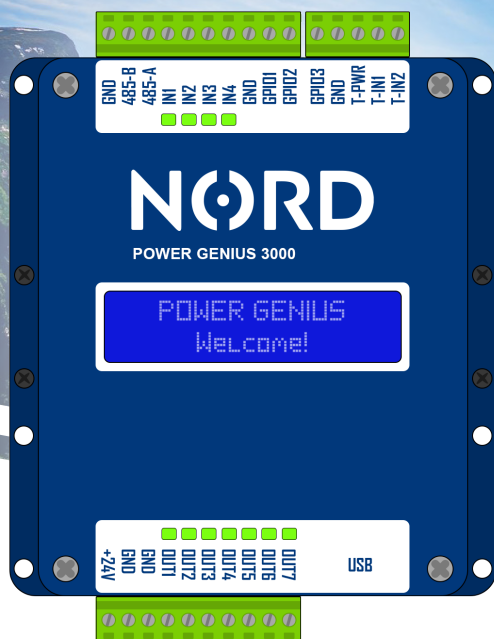 GND
485-B
485-A
IN1
IN2
IN3
IN4
GND
GPIO1
GPIO2
GPIO3
GND
T-PWR
T-IN1
T-IN2
NORD
POWER GENIUS 3000
POWER GENIUS
Welcome!
+24V
GND
GND
OUT1
OUT2
OUT3
OUT4
OUT5
OUT6
OUT7
USB